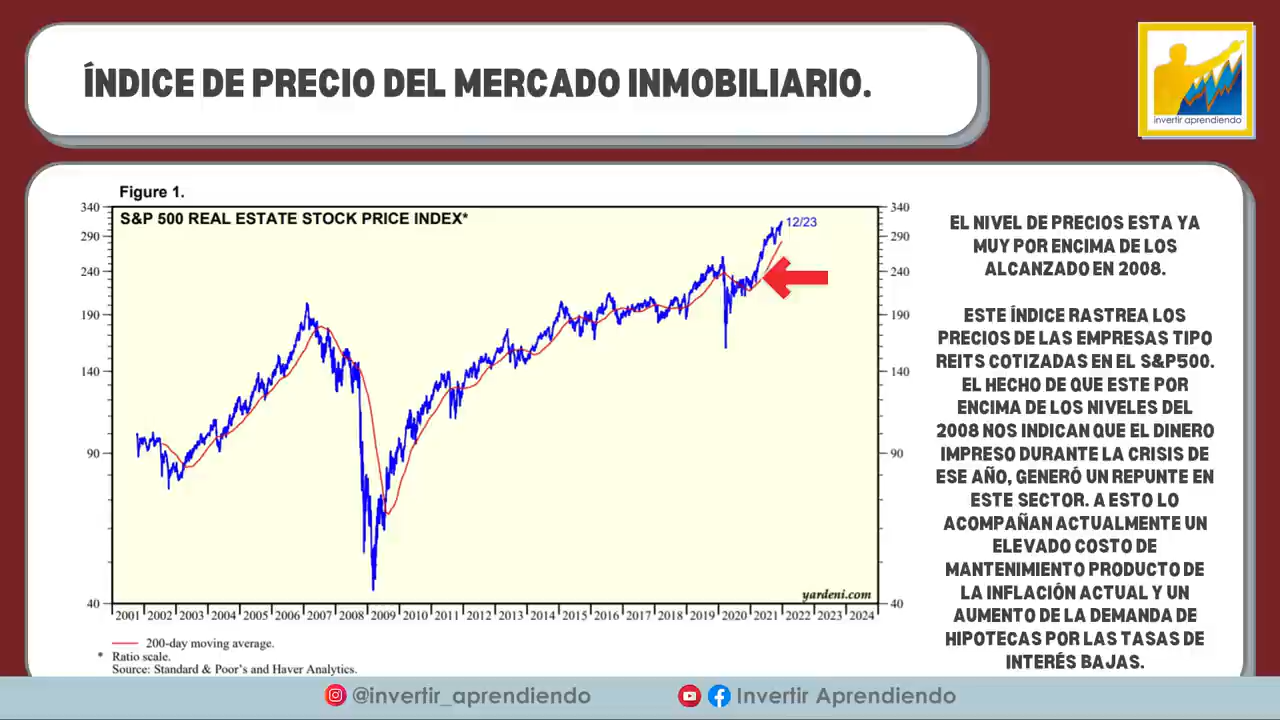 ÍNDICE DE PRECIO DEL MERCADO INMOBILIARIO.
invertir aprendiendo
Figure 1.
S&P 500 REAL ESTATE STOCK PRICE INDEX*
12/23
340
290
240
190
140
90
40
340
290
240
190
140
90
40
yardeni.com
2001 2002 2003 2004 2005 2006 2007 2008 2009 2010 2011 2012 2013 2014 2015 2016 2017 2018 2019 2020 2021 2022 2023 2024
200-day moving average.
* Ratio scale.
Source: Standard & Poor's and Haver Analytics.
EL NIVEL DE PRECIOS ESTA YA
MUY POR ENCIMA DE LOS
ALCANZADO EN 2008.
ESTE ÍNDICE RASTREA LOS
PRECIOS DE LAS EMPRESAS TIPO
REITS COTIZADAS EN EL S&P500.
EL HECHO DE QUE ESTE POR
ENCIMA DE LOS NIVELES DEL
2008 NOS INDICAN QUE EL DINERO
IMPRESO DURANTE LA CRISIS DE
ESE AÑO, GENERÓ UN REPUNTE EN
ESTE SECTOR. A ESTO LO
ACOMPAÑAN ACTUALMENTE UN
ELEVADO COSTO DE
MANTENIMIENTO PRODUCTO DE
LA INFLACIÓN ACTUAL Y UN
AUMENTO DE LA DEMANDA DE
HIPOTECAS POR LAS TASAS DE
INTERÉS BAJAS.
@invertir_aprendiendo
Invertir Aprendiendo